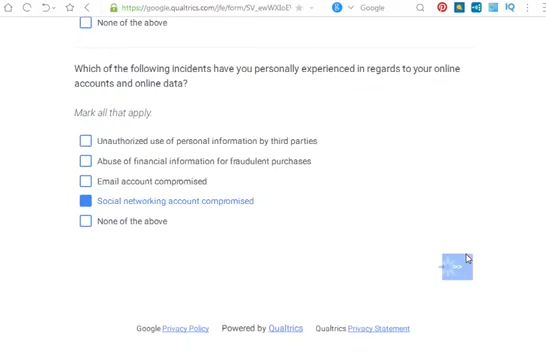 https://google.qualtrics.com/jfe/form/
Google
None of the above
Which of the following incidents have you personally experienced in regards to your online
accounts and online data?
Mark all that apply.
Unauthorized use of personal information by third parties
Abuse of financial information for fraudulent purchases
Email account compromised
Social networking account compromised
None of the above
Google Privacy Policy Powered by Qualtrics Qualtrics Privacy Statement